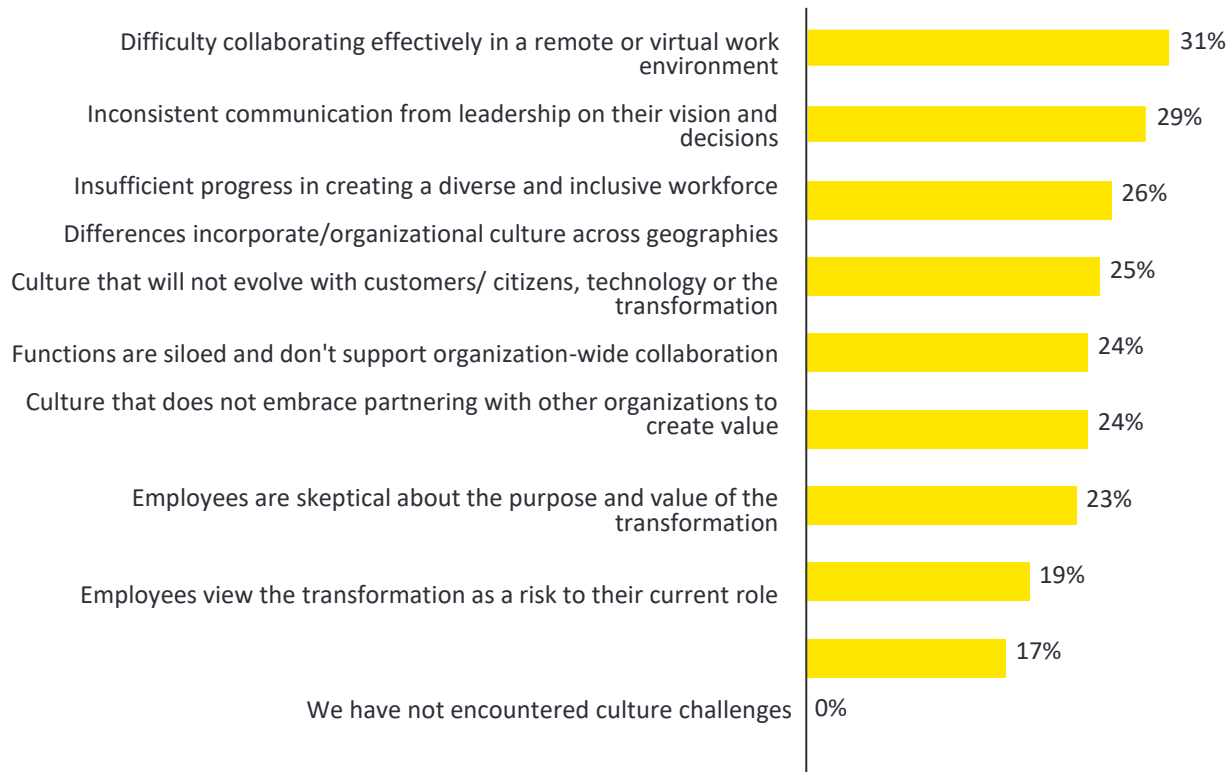 Difficulty collaborating effectively in a remote or virtual work
environment
31%
Inconsistent communication from leadership on their vision and
decisions
29%
Insufficient progress in creating a diverse and inclusive workforce
26%
Differences incorporate/organizational culture across geographies
Culture that will not evolve with customers/ citizens, technology or the
transformation
25%
Functions are siloed and don't support organization-wide collaboration
24%
Culture that does not embrace partnering with other organizations to
create value
24%
Employees are skeptical about the purpose and value of the
transformation
23%
19%
Employees view the transformation as a risk to their current role
17%
We have not encountered culture challenges
0%